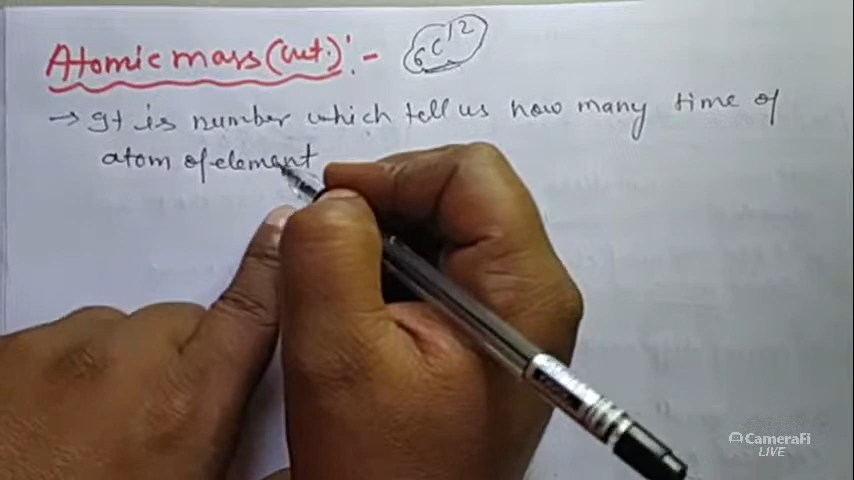 Atomic mass (wt.):- ₆C¹²
→ It is number which tell us how many time of
atom of element
CameraFi
LIVE